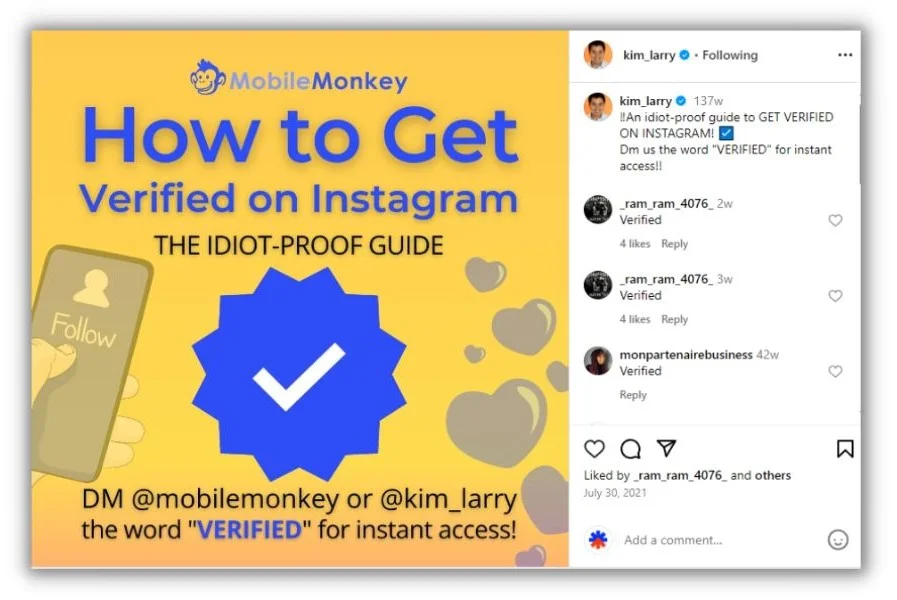 MobileMonkey
How to Get
Verified on Instagram
THE IDIOT-PROOF GUIDE
Follow
DM @mobilemonkey or @kim_larry
the word "VERIFIED" for instant access!
kim_larry • Following
kim_larry 137w
‼️An idiot-proof guide to GET VERIFIED
ON INSTAGRAM! ☑️
Dm us the word "VERIFIED" for instant
access!!
_ram_ram_4076_ 2w
Verified
4 likes Reply
_ram_ram_4076_ 3w
Verified
4 likes Reply
monpartenairebusiness 42w
Verified
Reply
Liked by _ram_ram_4076_ and others
July 30, 2021
Add a comment...